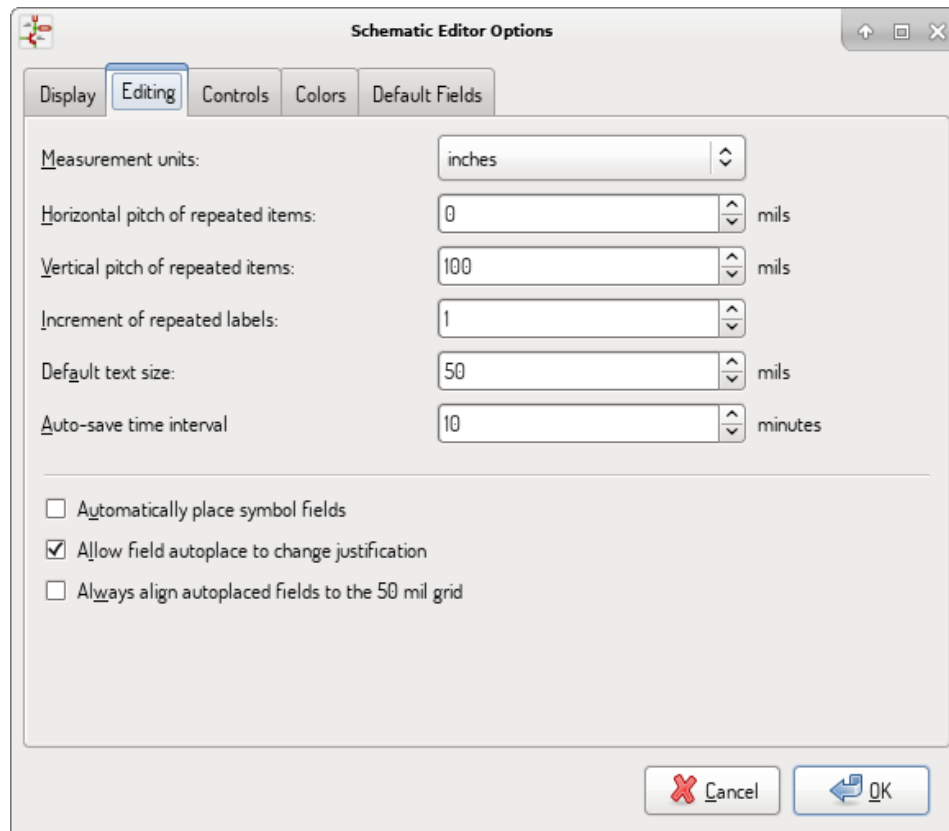 Schematic Editor Options
Display Editing Controls Colors Default Fields
Measurement units: inches
Horizontal pitch of repeated items: 0 mils
Vertical pitch of repeated items: 100 mils
Increment of repeated labels: 1
Default text size: 50 mils
Auto-save time interval 10 minutes
Automatically place symbol fields
Allow field autoplace to change justification
Always align autoplaced fields to the 50 mil grid
Cancel OK